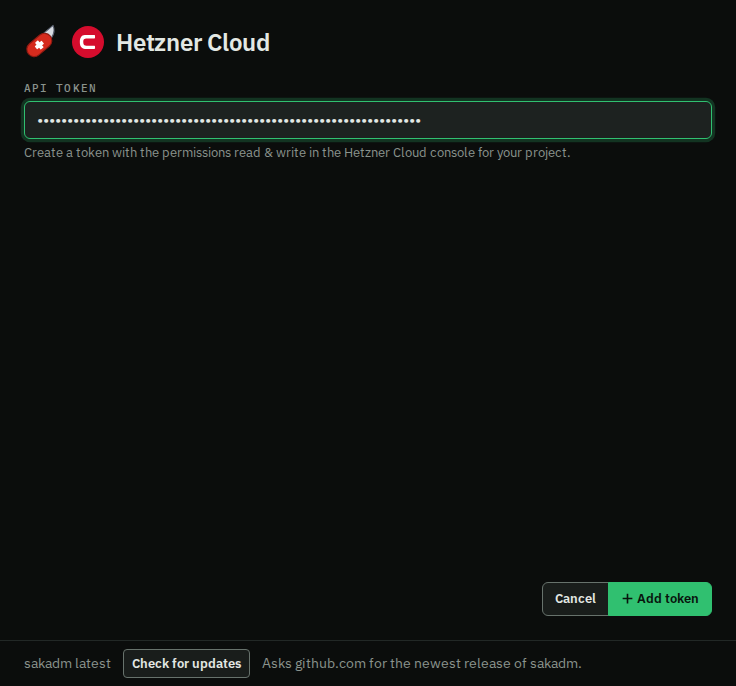 Hetzner Cloud
API TOKEN
••••••••••••••••••••••••••••••••••••••••••••••••••••••••••••••••
Create a token with the permissions read & write in the Hetzner Cloud console for your project.
Cancel
+ Add token
sakadm latest
Check for updates
Asks github.com for the newest release of sakadm.